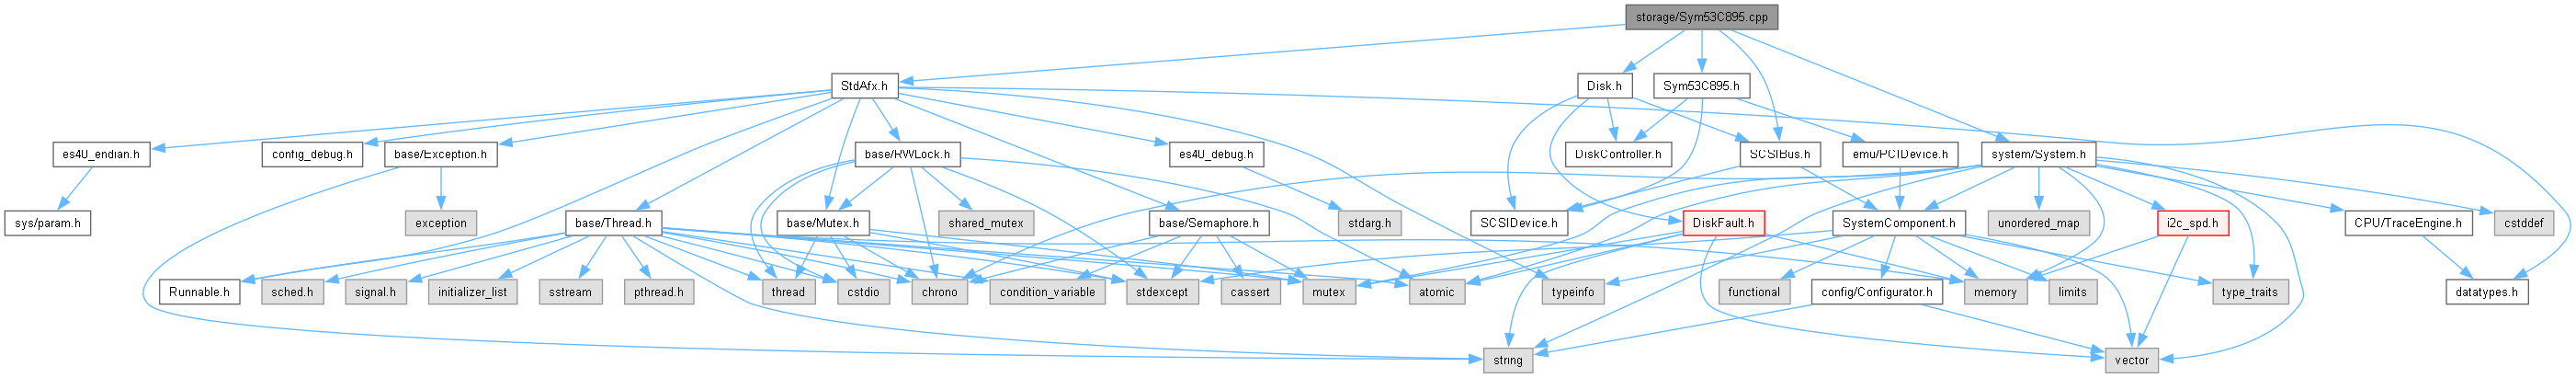 storage/Sym53C895.cpp
StdAfx.h
Disk.h
Sym53C895.h
es40_endian.h
config_debug.h
base/Exception.h
base/RWLock.h
es40_debug.h
DiskController.h
SCSIBus.h
emu/PCIDevice.h
system/System.h
sys/param.h
exception
base/Thread.h
base/Mutex.h
shared_mutex
base/Semaphore.h
stdarg.h
SCSIDevice.h
DiskFault.h
SystemComponent.h
unordered_map
i2c_spd.h
CPU/TraceEngine.h
cstddef
Runnable.h
sched.h
signal.h
initializer_list
sstream
pthread.h
thread
cstdio
chrono
condition_variable
stdexcept
cassert
mutex
atomic
typeinfo
functional
config/Configurator.h
memory
limits
type_traits
datatypes.h
string
vector